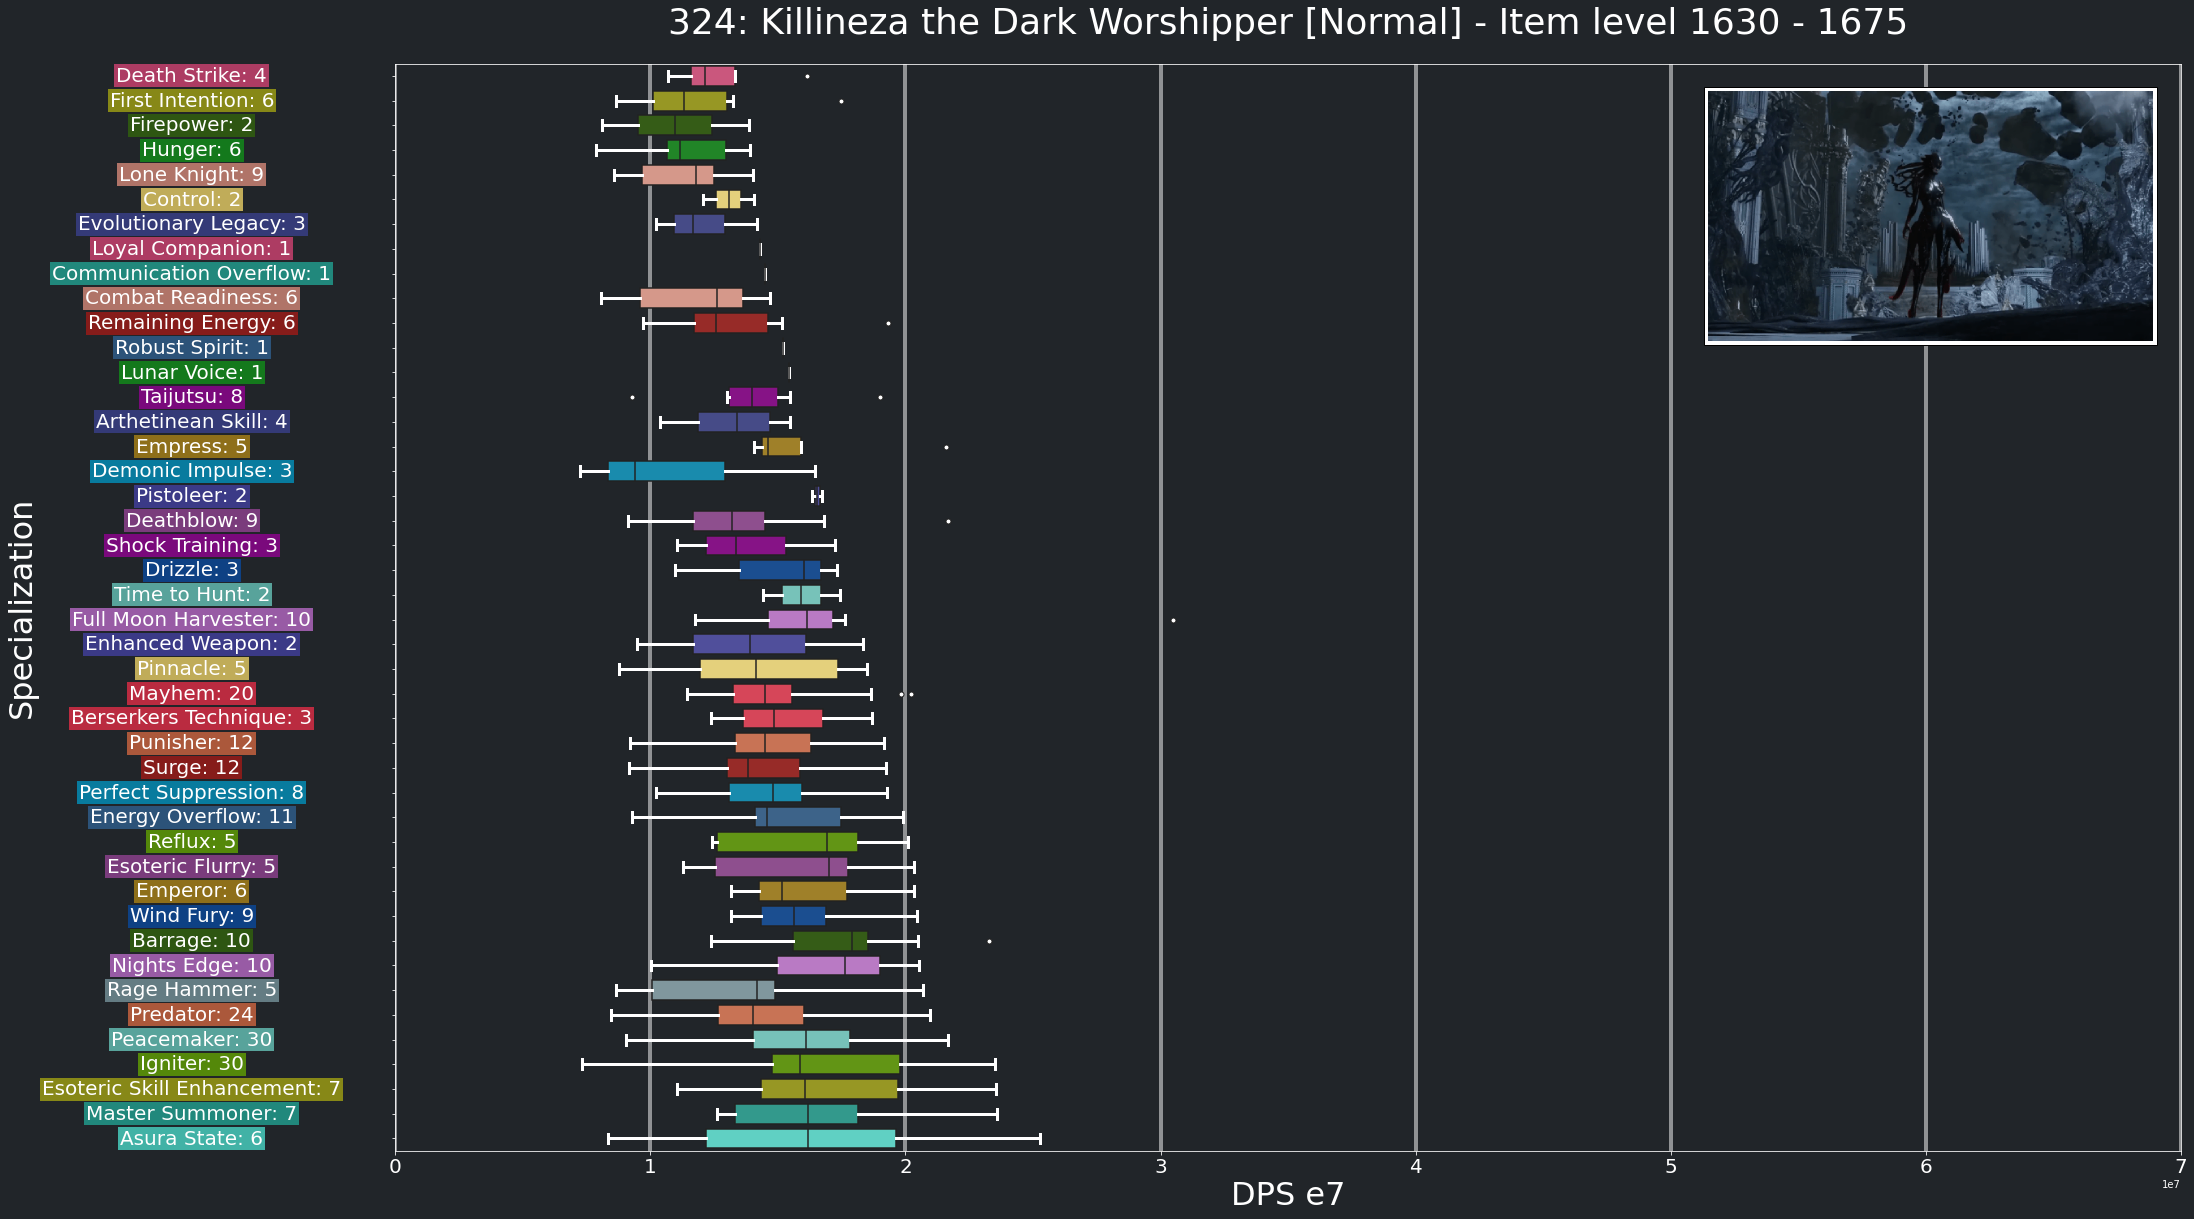 324: Killineza the Dark Worshipper [Normal] - Item level 1630 - 1675
Death Strike: 4
First Intention: 6
Firepower: 2
Hunger: 6
Lone Knight: 9
Control: 2
Evolutionary Legacy: 3
Loyal Companion: 1
Communication Overflow: 1
Combat Readiness: 6
Remaining Energy: 6
Robust Spirit: 1
Lunar Voice: 1
Taijutsu: 8
Arthetinean Skill: 4
Empress: 5
Demonic Impulse: 3
Pistoleer: 2
Deathblow: 9
Shock Training: 3
Drizzle: 3
Time to Hunt: 2
Full Moon Harvester: 10
Enhanced Weapon: 2
Pinnacle: 5
Mayhem: 20
Berserkers Technique: 3
Punisher: 12
Surge: 12
Perfect Suppression: 8
Energy Overflow: 11
Reflux: 5
Esoteric Flurry: 5
Emperor: 6
Wind Fury: 9
Barrage: 10
Nights Edge: 10
Rage Hammer: 5
Predator: 24
Peacemaker: 30
Igniter: 30
Esoteric Skill Enhancement: 7
Master Summoner: 7
Asura State: 6
Specialization
0 1 2 3 4 5 6 7
1e7
DPS e7